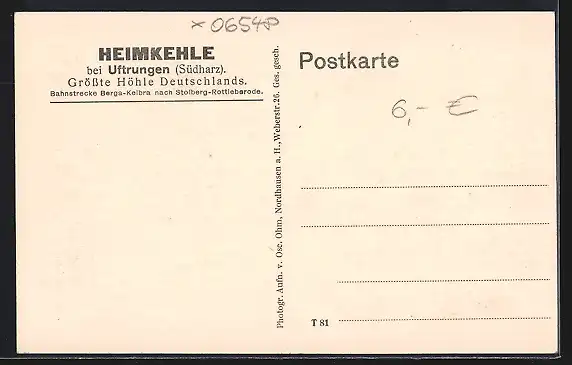 × 0654
HEIMKEHLE
bei Uftrungen (Südharz).
Größte Höhle Deutschlands.
Bahnstrecke Berga-Kelbra nach Stolberg-Rottleberode.
Photogr. Aufn. v. Osc. Ohm, Nordhausen a. H., Weberstr. 26. Ges. gesch.
Postkarte
6,- €
T 81